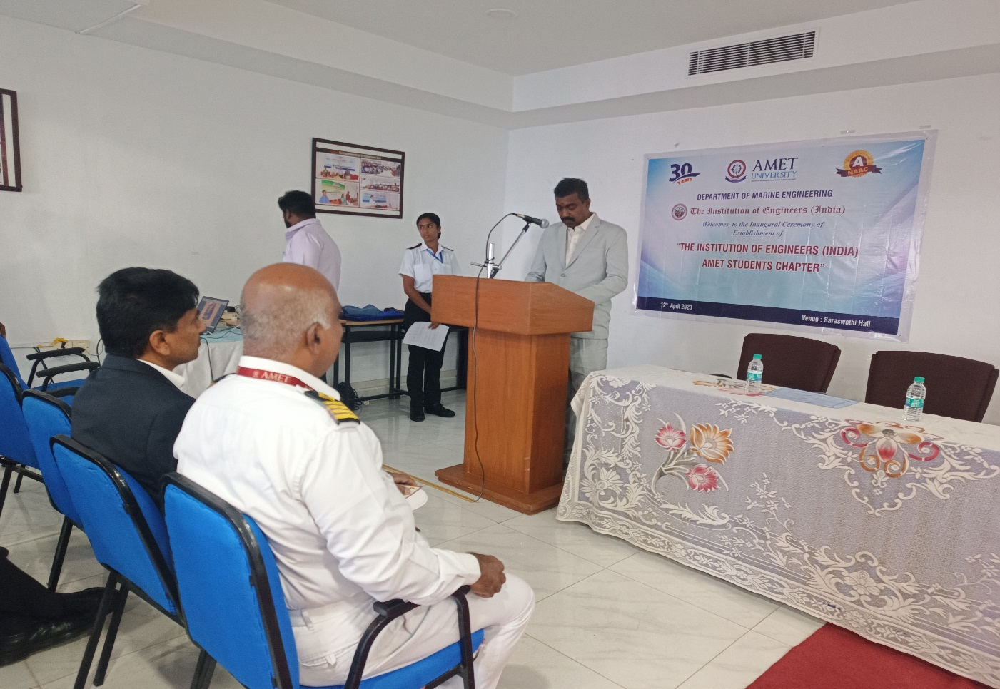 30
Years
AMET
UNIVERSITY
A
NAAC
DEPARTMENT OF MARINE ENGINEERING
The Institution of Engineers (India)
Welcomes to the Inaugural Ceremony of
Establishment of
"THE INSTITUTION OF ENGINEERS (INDIA)
AMET STUDENTS CHAPTER"
12th April 2023
Venue : Saraswathi Hall
AMET